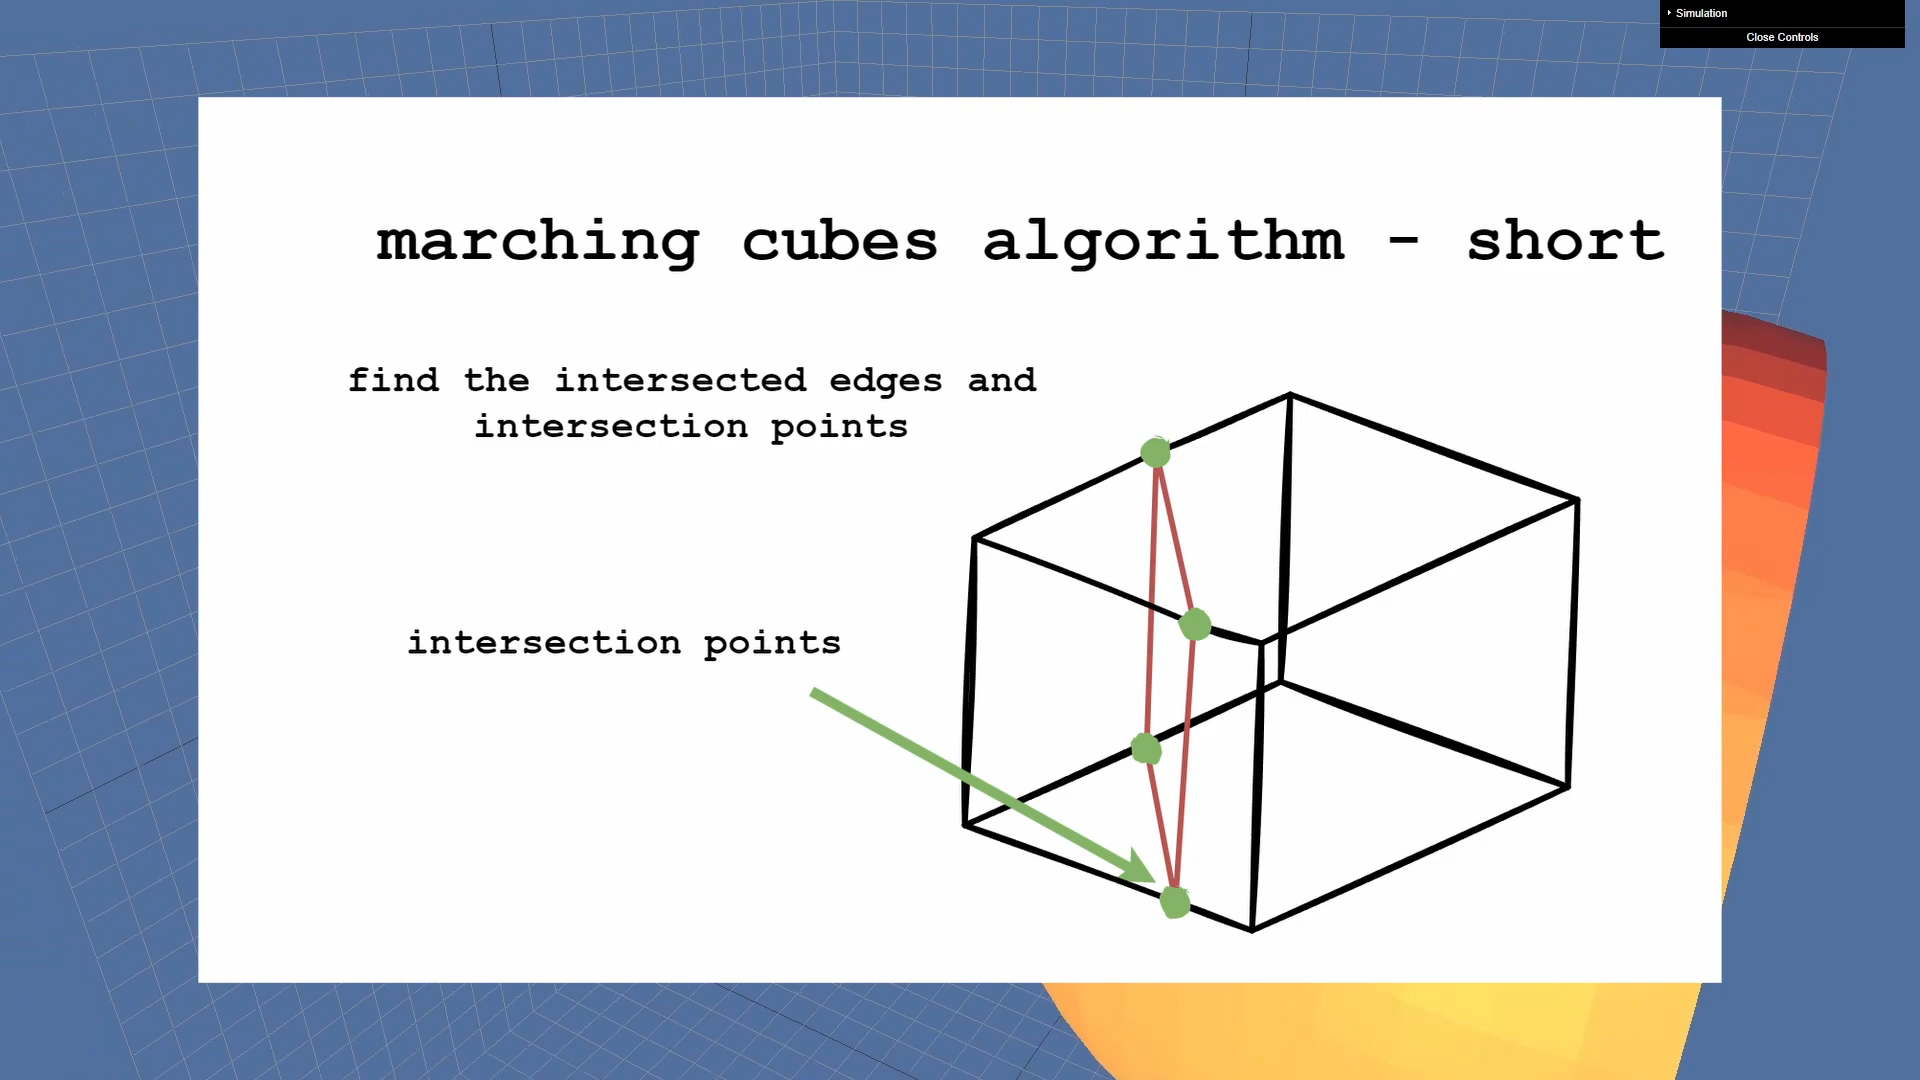 Simulation
Close Controls
marching cubes algorithm - short
find the intersected edges and
intersection points
intersection points